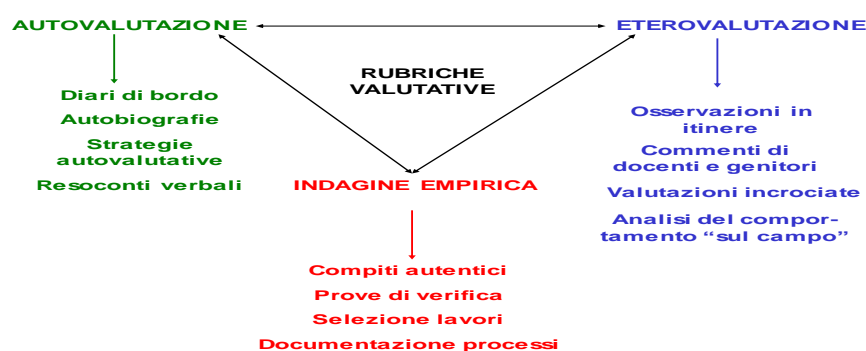 AUTOVALUTAZIONE
ETEROVALUTAZIONE
RUBRICHE
VALUTATIVE
Diari di bordo
Autobiografie
Strategie
autovalutative
Resoconti verbali
Osservazioni in
itinere
Commenti di
docenti e genitori
Valutazioni incrociate
Analisi del compor-
tamento “sul campo”
INDAGINE EMPIRICA
Compiti autentici
Prove di verifica
Selezione lavori
Documentazione processi